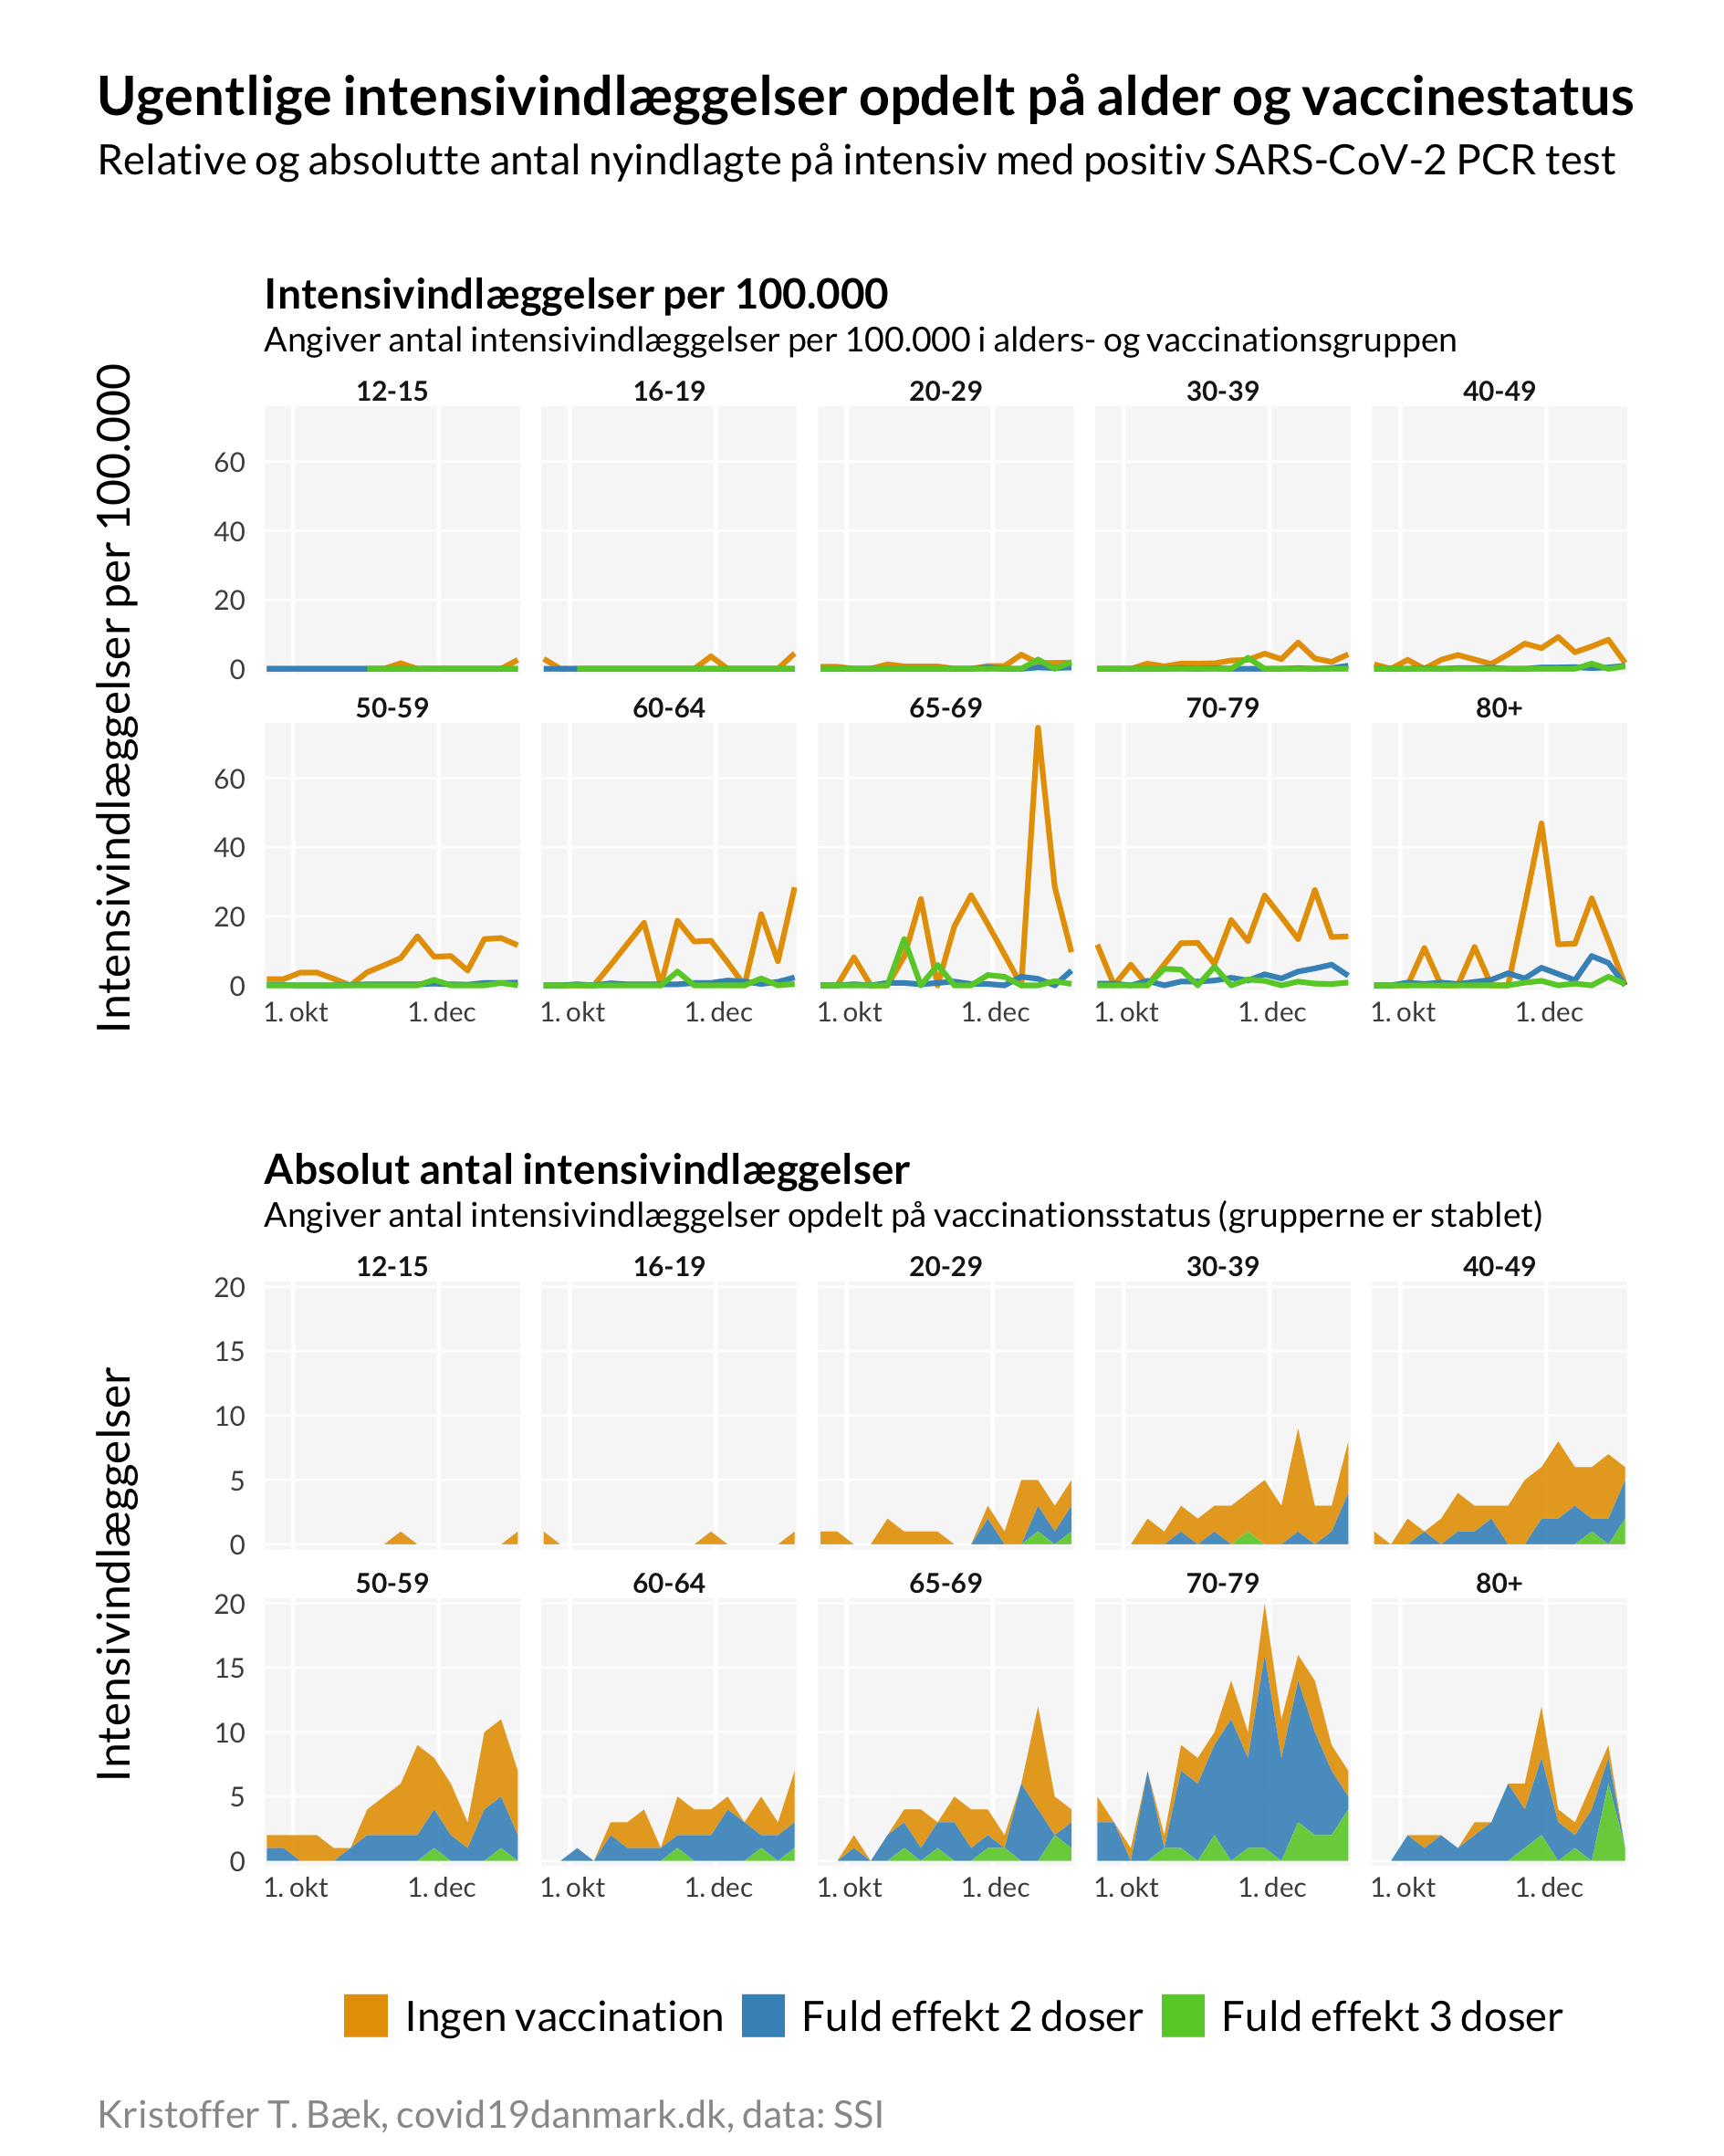 Ugentlige intensivindlæggelser opdelt på alder og vaccinestatus
Relative og absolutte antal nyindlagte på intensiv med positiv SARS-CoV-2 PCR test
Intensivindlæggelser per 100.000
Angiver antal intensivindlæggelser per 100.000 i alders- og vaccinationsgruppen
Intensivindlæggelser per 100.000
12-15 16-19 20-29 30-39 40-49
60
40
20
0
50-59 60-64 65-69 70-79 80+
60
40
20
0
1. okt 1. dec 1. okt 1. dec 1. okt 1. dec 1. okt 1. dec 1. okt 1. dec
Absolut antal intensivindlæggelser
Angiver antal intensivindlæggelser opdelt på vaccinationsstatus (grupperne er stablet)
Intensivindlæggelser
12-15 16-19 20-29 30-39 40-49
20
15
10
5
0
50-59 60-64 65-69 70-79 80+
20
15
10
5
0
1. okt 1. dec 1. okt 1. dec 1. okt 1. dec 1. okt 1. dec 1. okt 1. dec
Ingen vaccination Fuld effekt 2 doser Fuld effekt 3 doser
Kristoffer T. Bæk, covid19danmark.dk, data: SSI